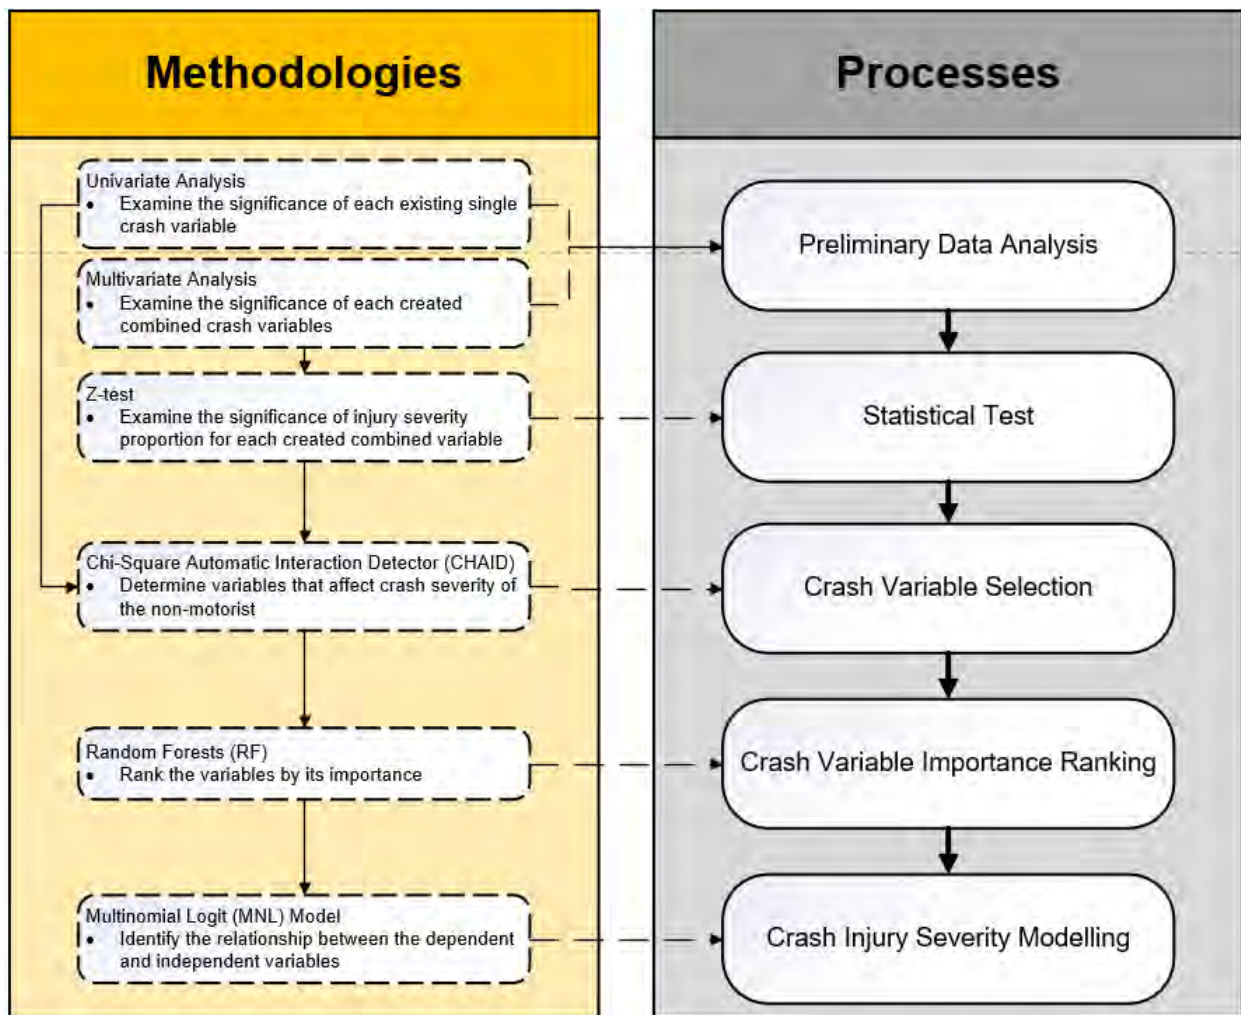 Methodologies
Univariate Analysis
• Examine the significance of each existing single
crash variable
Multivariate Analysis
• Examine the significance of each created
combined crash variables
Z-test
• Examine the significance of injury severity
proportion for each created combined variable
Chi-Square Automatic Interaction Detector (CHAID)
• Determine variables that affect crash severity of
the non-motorist
Random Forests (RF)
• Rank the variables by its importance
Multinomial Logit (MNL) Model
• Identify the relationship between the dependent
and independent variables
Processes
Preliminary Data Analysis
Statistical Test
Crash Variable Selection
Crash Variable Importance Ranking
Crash Injury Severity Modelling